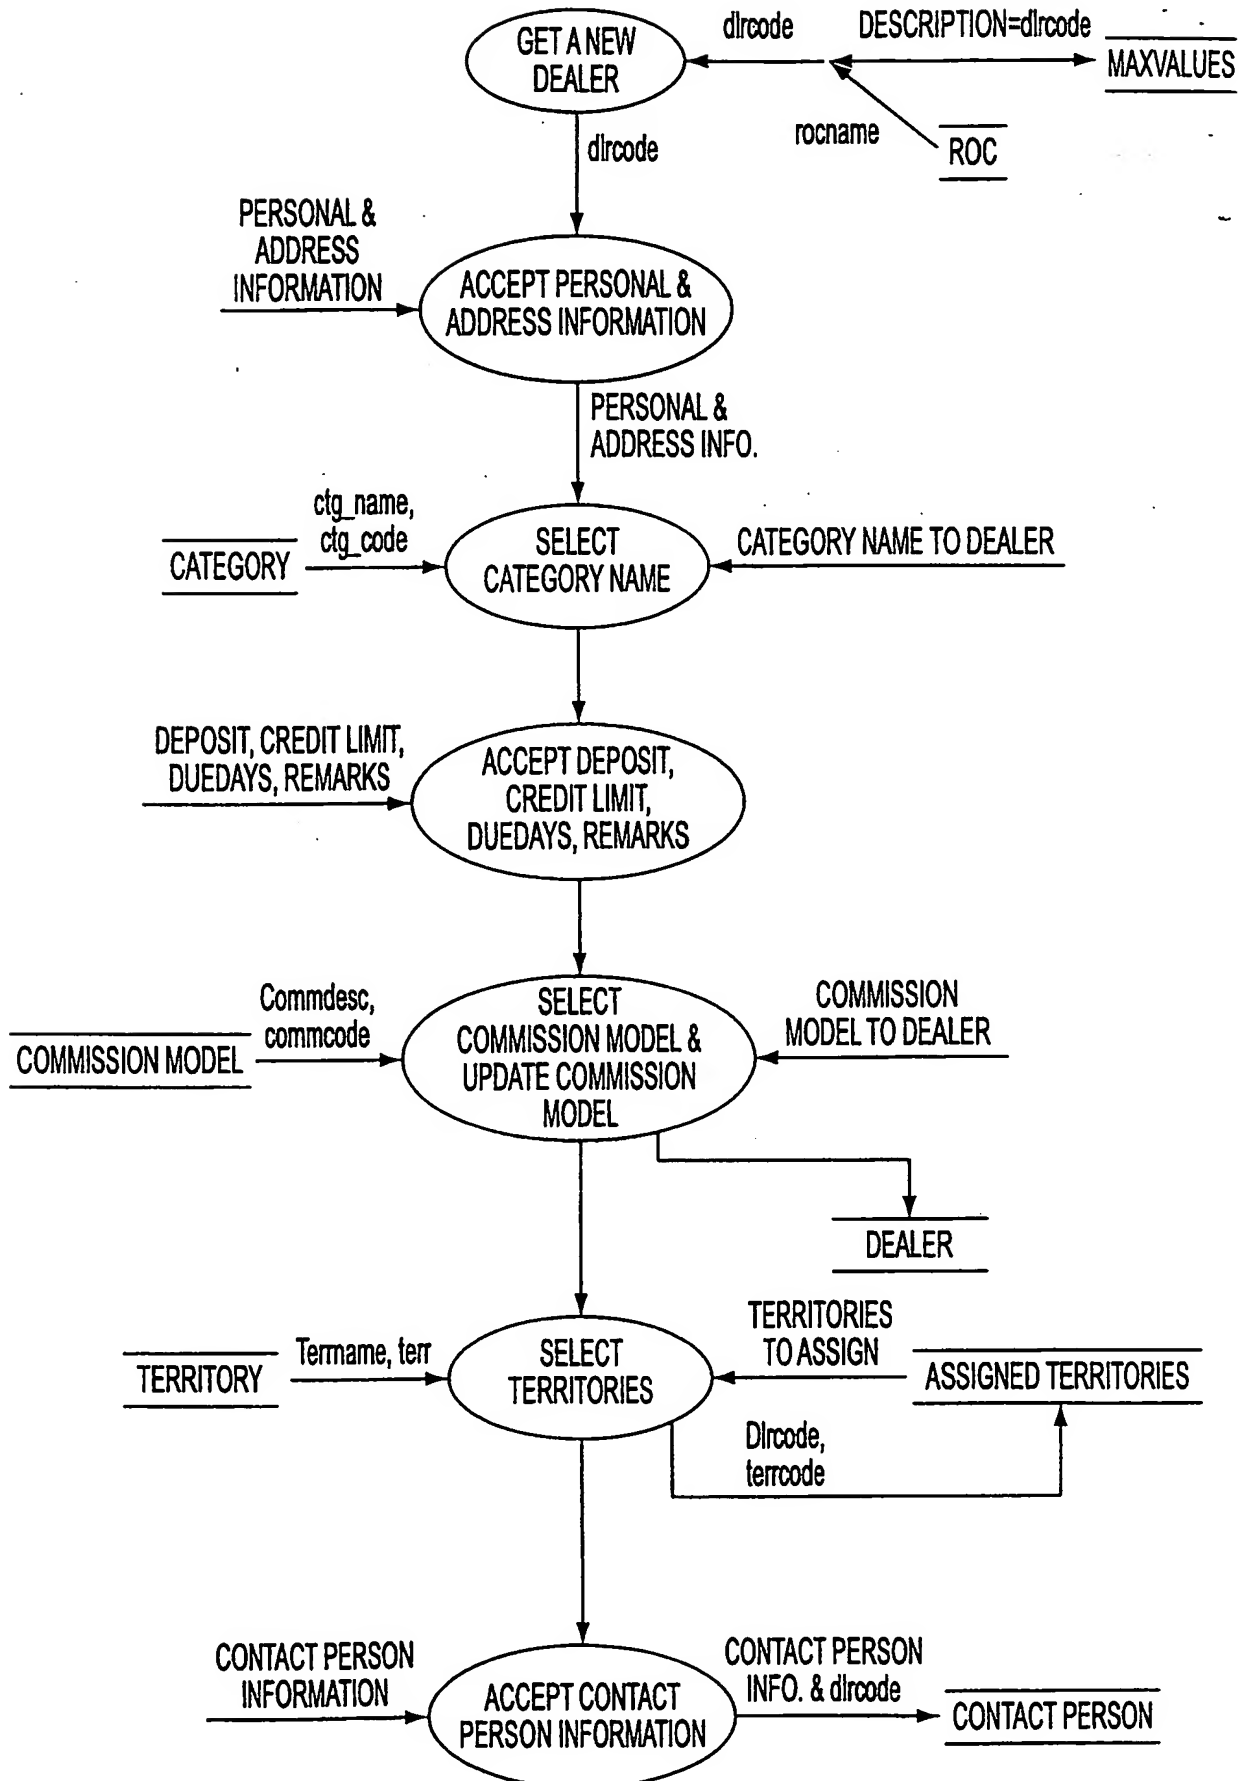 GET A NEW
DEALER
dlrcode
DESCRIPTION=dlrcode
MAXVALUES
rocname
ROC
dlrcode
PERSONAL &
ADDRESS
INFORMATION
ACCEPT PERSONAL &
ADDRESS INFORMATION
PERSONAL &
ADDRESS INFO.
ctg_name,
ctg_code
CATEGORY
SELECT
CATEGORY NAME
CATEGORY NAME TO DEALER
DEPOSIT, CREDIT LIMIT,
DUEDAYS, REMARKS
ACCEPT DEPOSIT,
CREDIT LIMIT,
DUEDAYS, REMARKS
Commdesc,
commcode
COMMISSION MODEL
SELECT
COMMISSION MODEL &
UPDATE COMMISSION
MODEL
COMMISSION
MODEL TO DEALER
DEALER
Terrname, terr
TERRITORY
SELECT
TERRITORIES
TERRITORIES
TO ASSIGN
ASSIGNED TERRITORIES
Dlrcode,
terrcode
CONTACT PERSON
INFORMATION
ACCEPT CONTACT
PERSON INFORMATION
CONTACT PERSON
INFO. & dlrcode
CONTACT PERSON